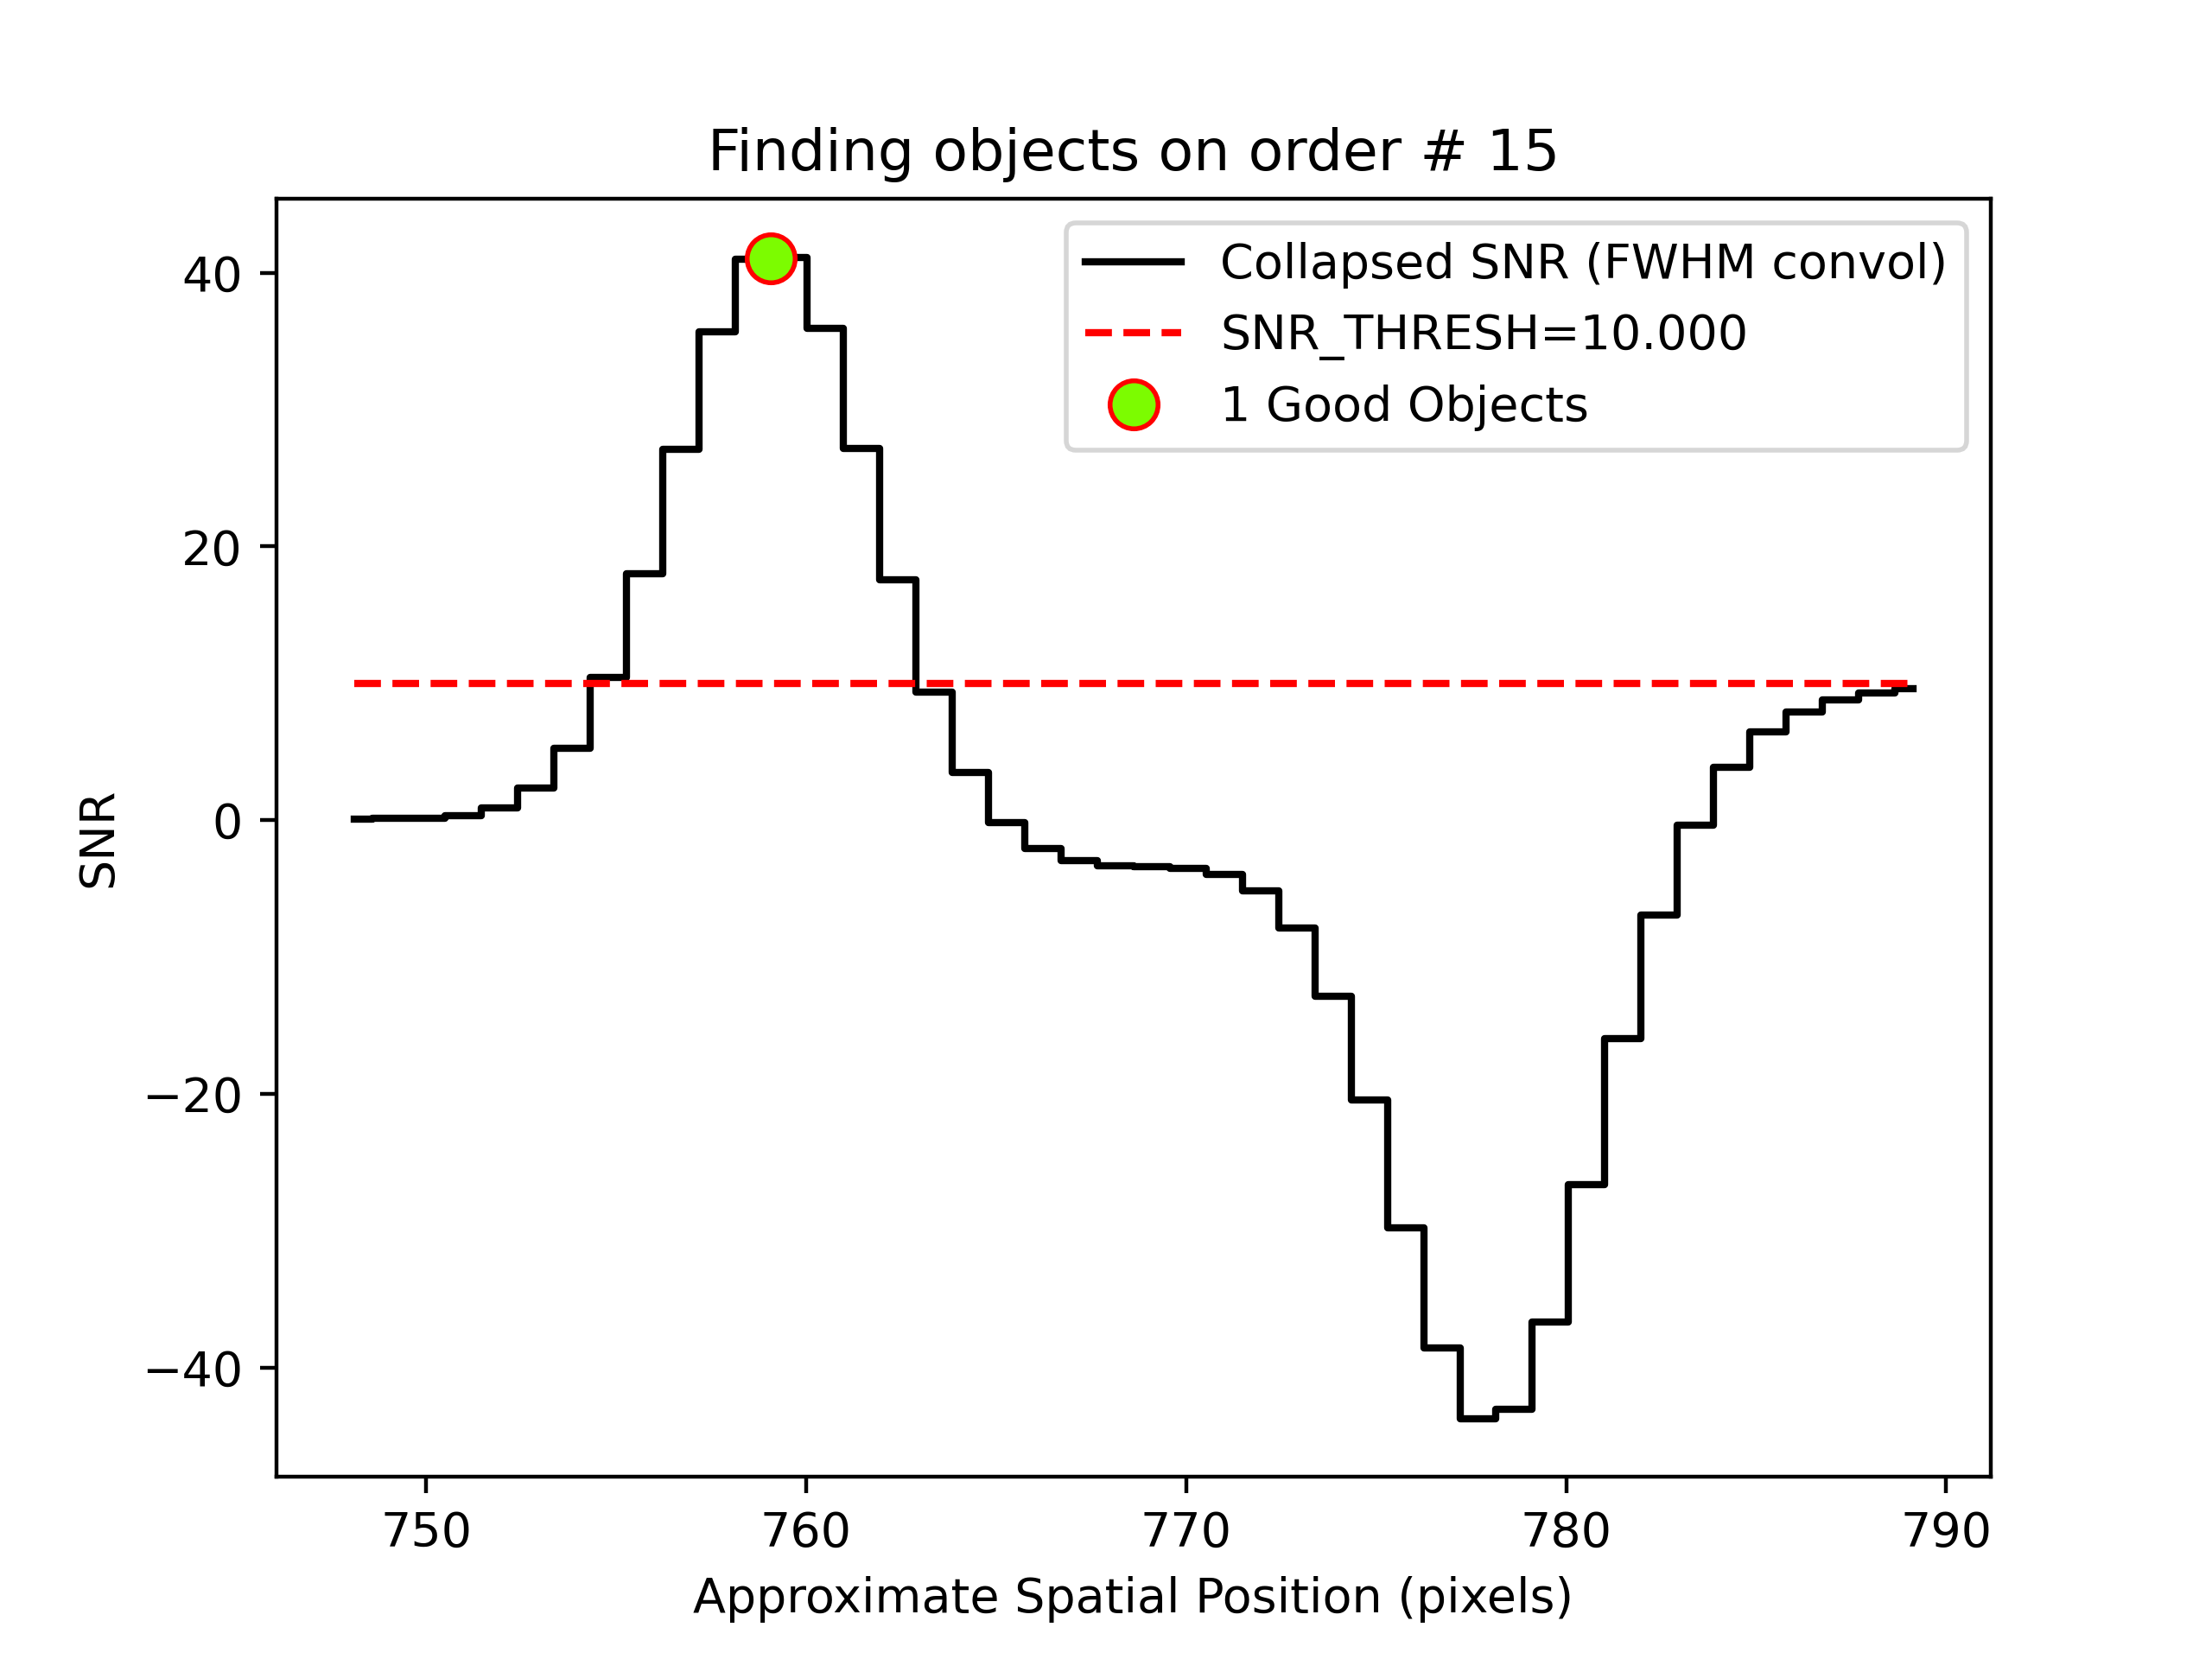 Finding objects on order # 15
Collapsed SNR (FWHM convol)
SNR_THRESH=10.000
1 Good Objects
40
20
0
−20
−40
SNR
750 760 770 780 790
Approximate Spatial Position (pixels)